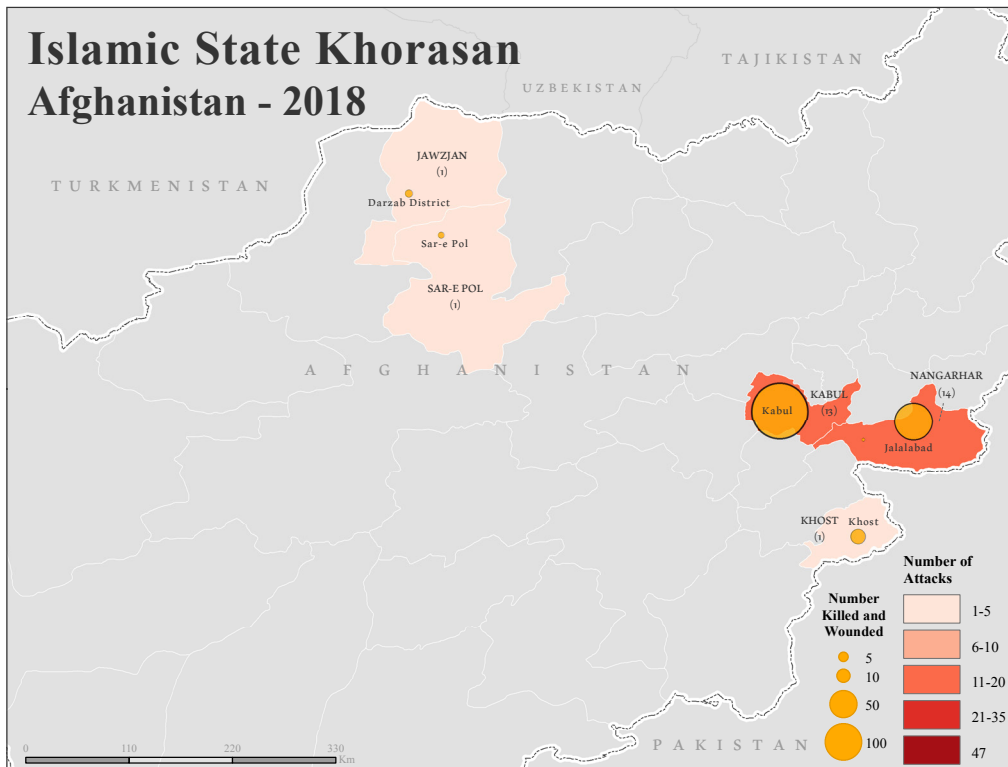 Islamic State Khorasan
Afghanistan - 2018
TAJIKISTAN
UZBEKISTAN
TURKMENISTAN
JAWZJAN
(1)
Darzab District
Sar-e Pol
SAR-E POL
(1)
AFGHANISTAN
NANGARHAR
(14)
KABUL
(13)
Kabul
Jalalabad
KHOST
(1)
Khost
Number of
Attacks
1-5
6-10
11-20
21-35
47
Number
Killed and
Wounded
5
10
50
100
PAKISTAN
0
110
220
330
Km